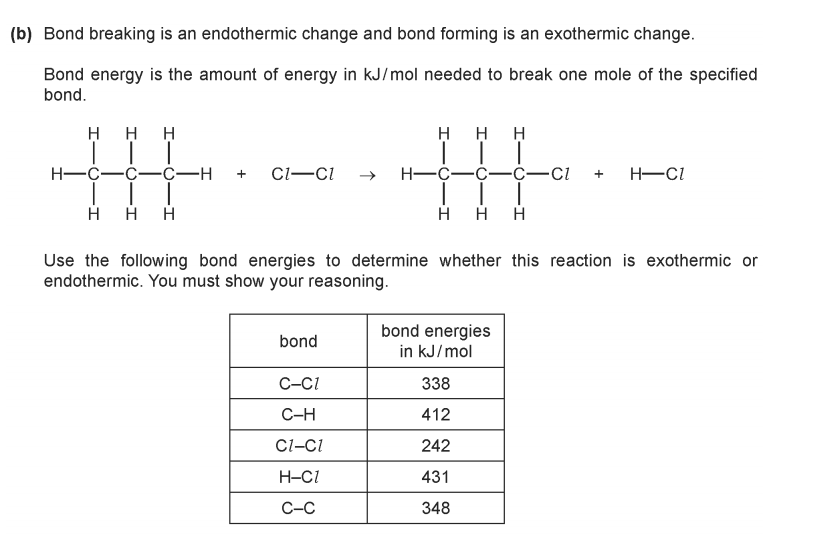 (b) Bond breaking is an endothermic change and bond forming is an exothermic change.
Bond energy is the amount of energy in kJ/mol needed to break one mole of the specified
bond.
H H H H H H
H—C—C—C—H + Cl—Cl → H—C—C—C—Cl + H—Cl
H H H H H H
Use the following bond energies to determine whether this reaction is exothermic or
endothermic. You must show your reasoning.
bond bond energies
in kJ/mol
C–Cl 338
C–H 412
Cl–Cl 242
H–Cl 431
C–C 348